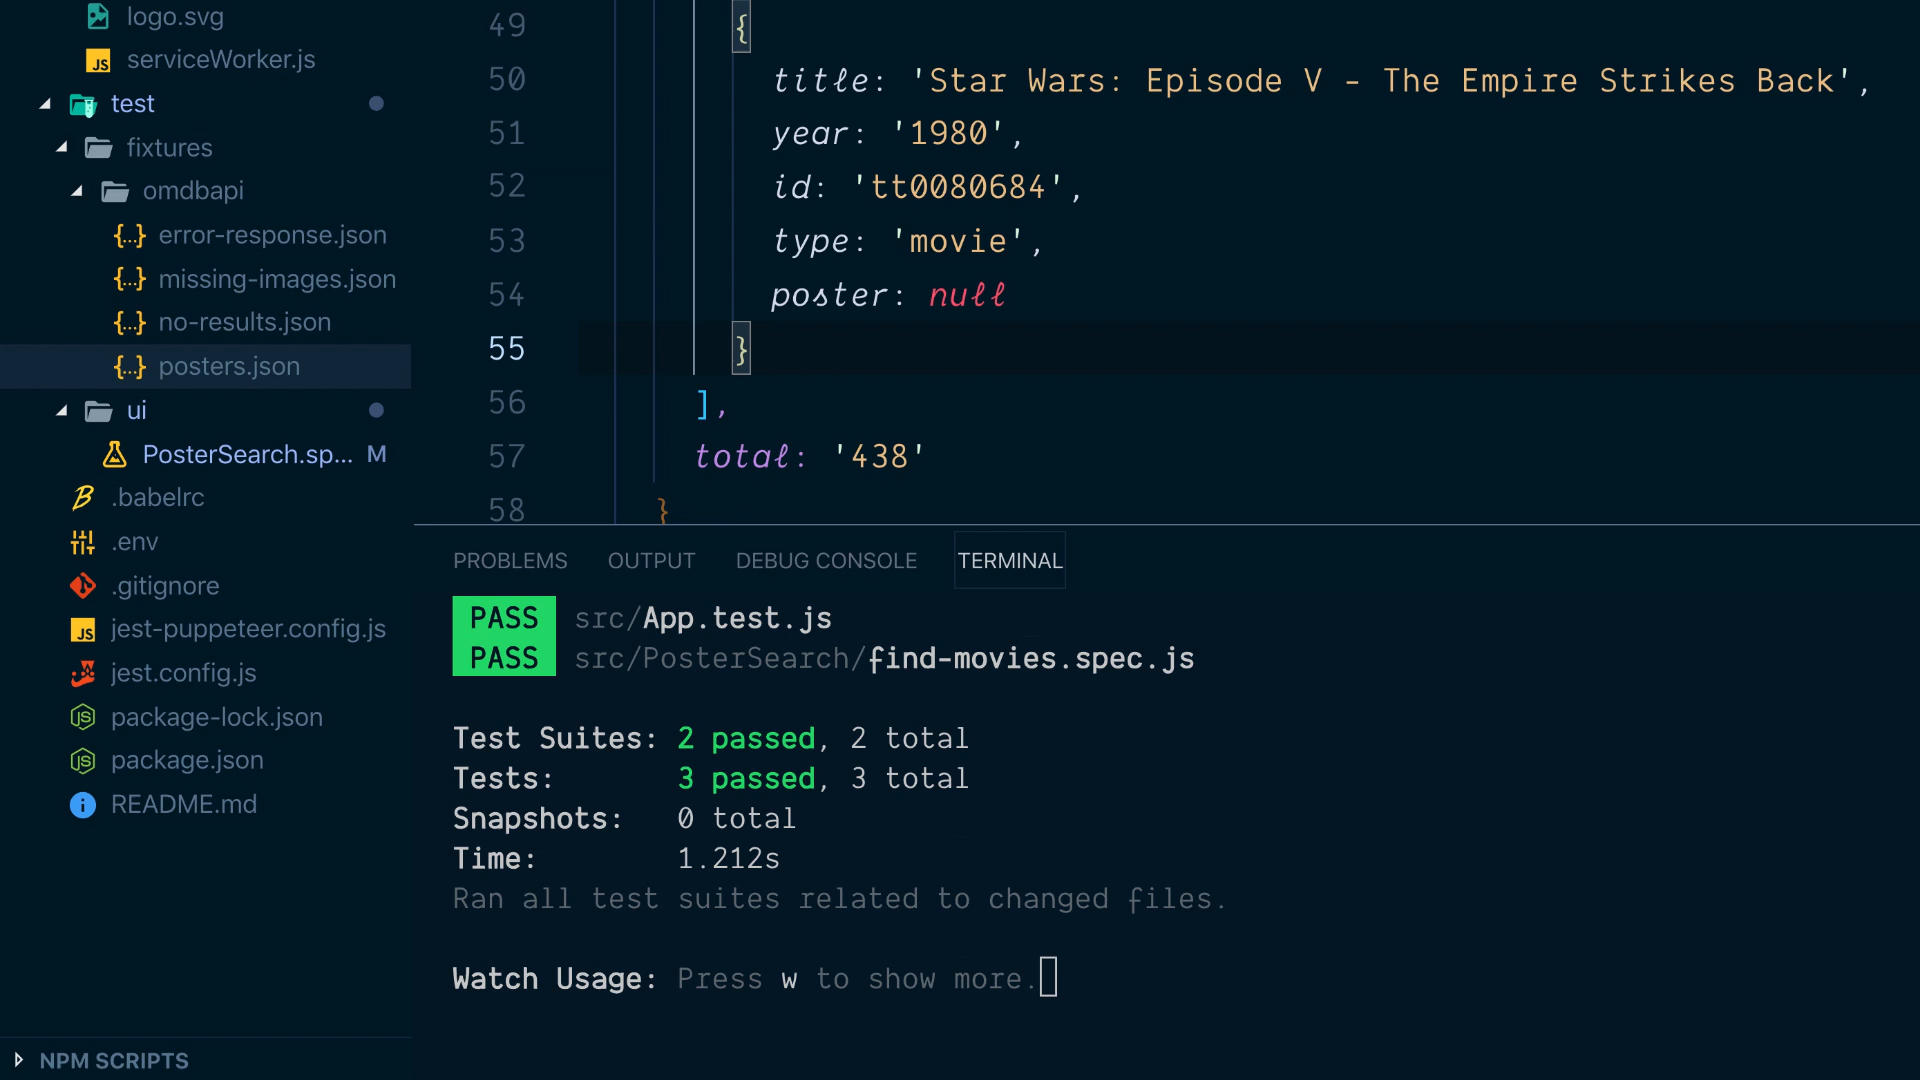 logo.svg
serviceWorker.js
test
fixtures
omdbapi
error-response.json
missing-images.json
no-results.json
posters.json
ui
PosterSearch.sp... M
.babelrc
.env
.gitignore
jest-puppeteer.config.js
jest.config.js
package-lock.json
package.json
README.md
NPM SCRIPTS
49 {
50 title: 'Star Wars: Episode V - The Empire Strikes Back',
51 year: '1980',
52 id: 'tt0080684',
53 type: 'movie',
54 poster: null
55 }
56 ],
57 total: '438'
58 }
PROBLEMS OUTPUT DEBUG CONSOLE TERMINAL
PASS src/App.test.js
PASS src/PosterSearch/find-movies.spec.js
Test Suites: 2 passed, 2 total
Tests: 3 passed, 3 total
Snapshots: 0 total
Time: 1.212s
Ran all test suites related to changed files.
Watch Usage: Press w to show more.